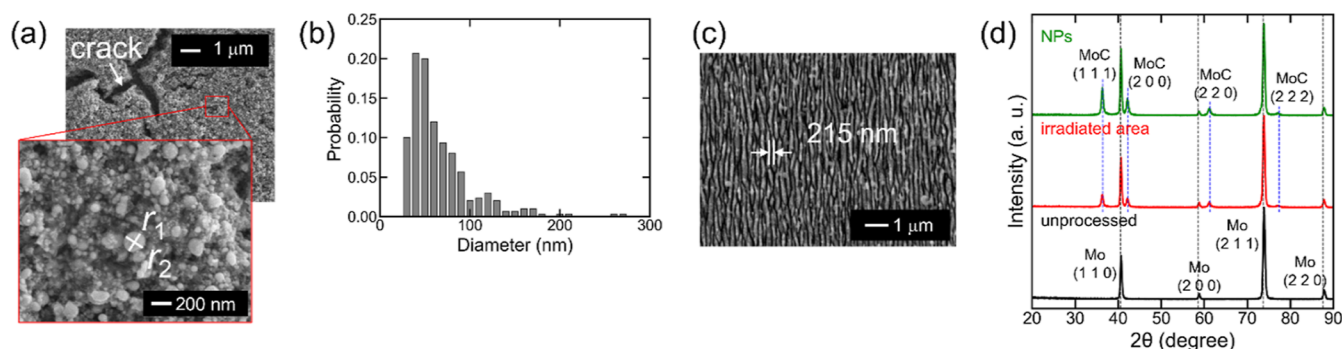 (a)
crack
1 μm
r1
r2
200 nm
(b)
Probability
0.25
0.20
0.15
0.10
0.05
0.00
0
100
200
300
Diameter (nm)
(c)
215 nm
1 μm
(d)
Intensity (a. u.)
NPs
MoC
(1 1 1)
MoC
(2 0 0)
MoC
(2 2 0)
MoC
(2 2 2)
irradiated area
unprocessed
Mo
(1 1 0)
Mo
(2 0 0)
Mo
(2 1 1)
Mo
(2 2 0)
20 30 40 50 60 70 80 90
2θ (degree)